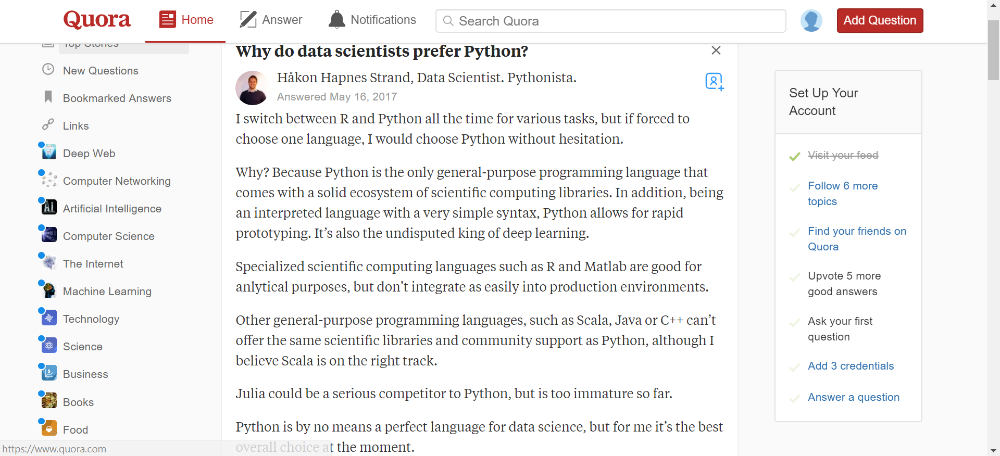 Quora
Home
Answer
Notifications
Search Quora
Add Question
Top Stories
New Questions
Bookmarked Answers
Links
Deep Web
Computer Networking
A.I.
Artificial Intelligence
Computer Science
The Internet
Machine Learning
Technology
Science
Business
Books
Food
https://www.quora.com
Why do data scientists prefer Python?
Håkon Hapnes Strand, Data Scientist. Pythonista.
Answered May 16, 2017
I switch between R and Python all the time for various tasks, but if forced to
choose one language, I would choose Python without hesitation.
Why? Because Python is the only general-purpose programming language that
comes with a solid ecosystem of scientific computing libraries. In addition, being
an interpreted language with a very simple syntax, Python allows for rapid
prototyping. It’s also the undisputed king of deep learning.
Specialized scientific computing languages such as R and Matlab are good for
anlytical purposes, but don’t integrate as easily into production environments.
Other general-purpose programming languages, such as Scala, Java or C++ can’t
offer the same scientific libraries and community support as Python, although I
believe Scala is on the right track.
Julia could be a serious competitor to Python, but is too immature so far.
Python is by no means a perfect language for data science, but for me it’s the best
overall choice at the moment.
Set Up Your
Account
Visit your feed
Follow 6 more
topics
Find your friends on
Quora
Upvote 5 more
good answers
Ask your first
question
Add 3 credentials
Answer a question